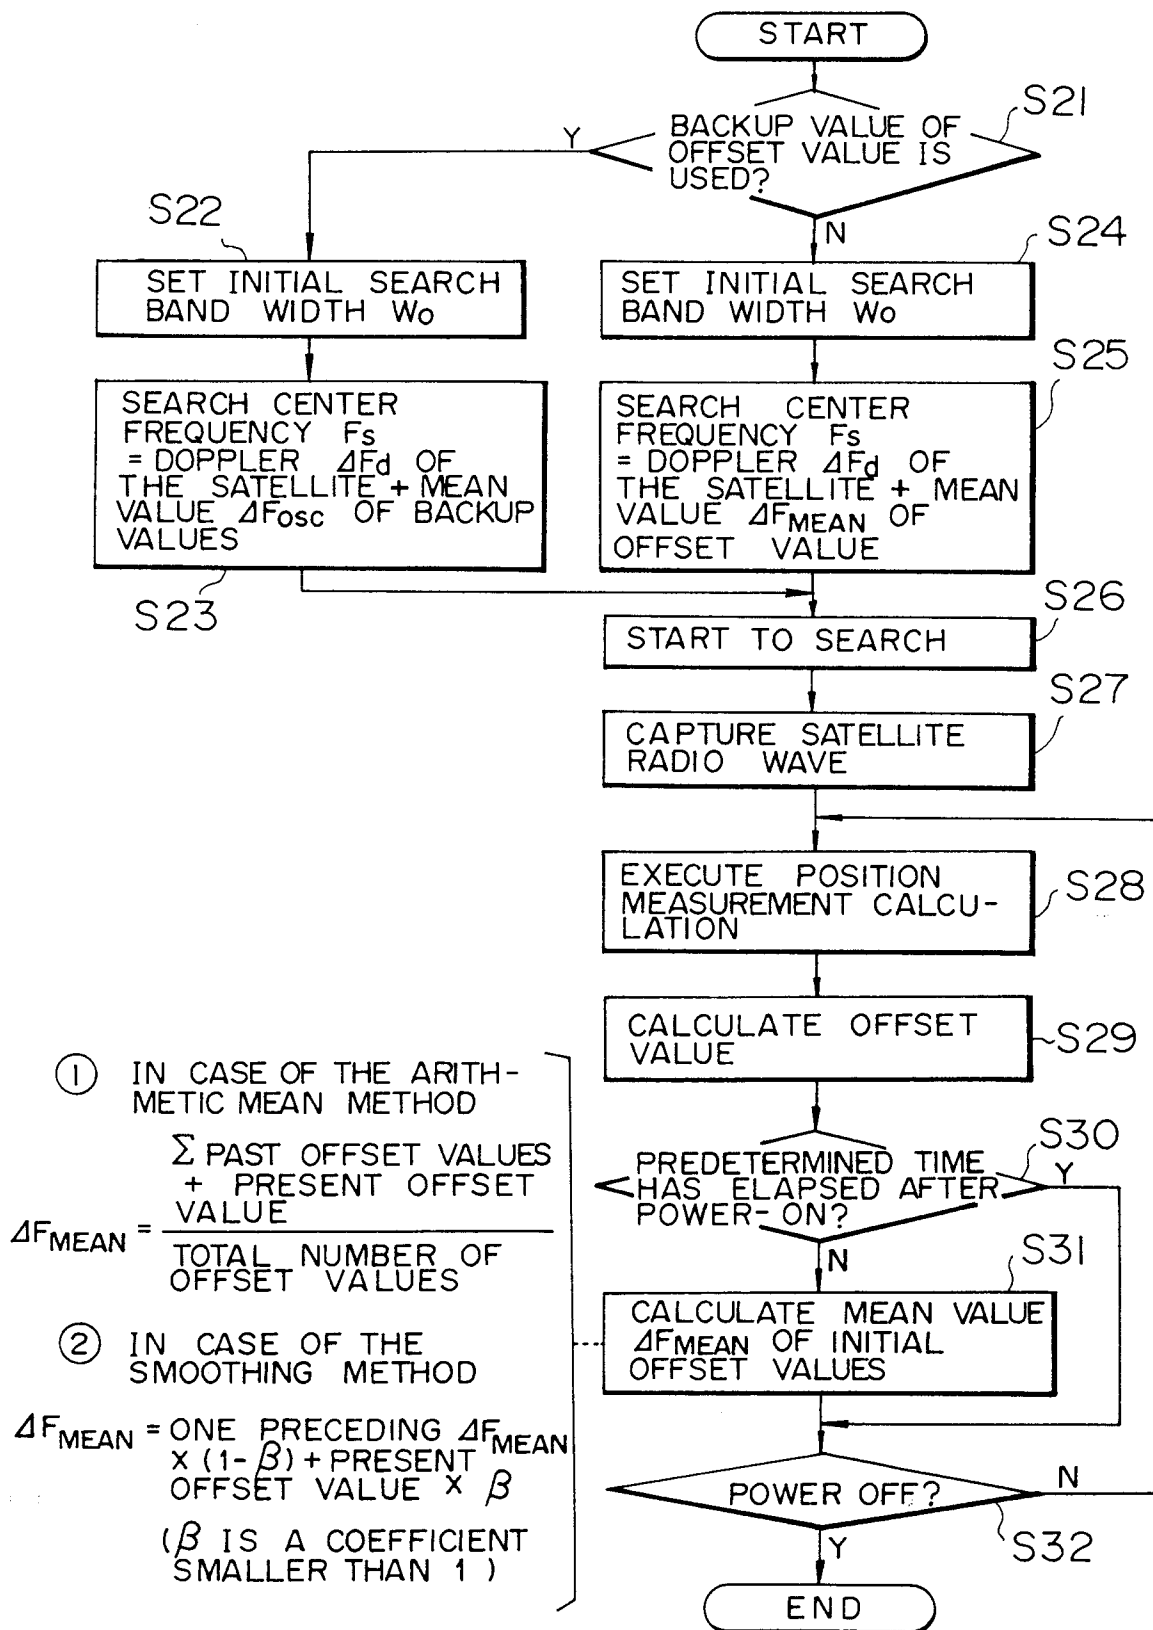 START
BACKUP VALUE OF
OFFSET VALUE IS
USED?
S21
Y
N
S22
SET INITIAL SEARCH
BAND WIDTH Wo
S24
SET INITIAL SEARCH
BAND WIDTH Wo
SEARCH CENTER
FREQUENCY Fs
= DOPPLER ΔFd OF
THE SATELLITE + MEAN
VALUE ΔFosc OF BACKUP
VALUES
S23
S25
SEARCH CENTER
FREQUENCY Fs
= DOPPLER ΔFd OF
THE SATELLITE + MEAN
VALUE ΔFMEAN OF
OFFSET VALUE
S26
START TO SEARCH
S27
CAPTURE SATELLITE
RADIO WAVE
EXECUTE POSITION
MEASUREMENT CALCU-
LATION
S28
CALCULATE OFFSET
VALUE
S29
PREDETERMINED TIME
HAS ELAPSED AFTER
POWER-ON?
S30
Y
N
S31
CALCULATE MEAN VALUE
ΔFMEAN OF INITIAL
OFFSET VALUES
POWER OFF?
N
S32
Y
END
① IN CASE OF THE ARITH-
METIC MEAN METHOD
Σ PAST OFFSET VALUES
+ PRESENT OFFSET
VALUE
ΔFMEAN =
TOTAL NUMBER OF
OFFSET VALUES
② IN CASE OF THE
SMOOTHING METHOD
ΔFMEAN = ONE PRECEDING ΔFMEAN
× (1-β) + PRESENT
OFFSET VALUE × β
(β IS A COEFFICIENT
SMALLER THAN 1 )